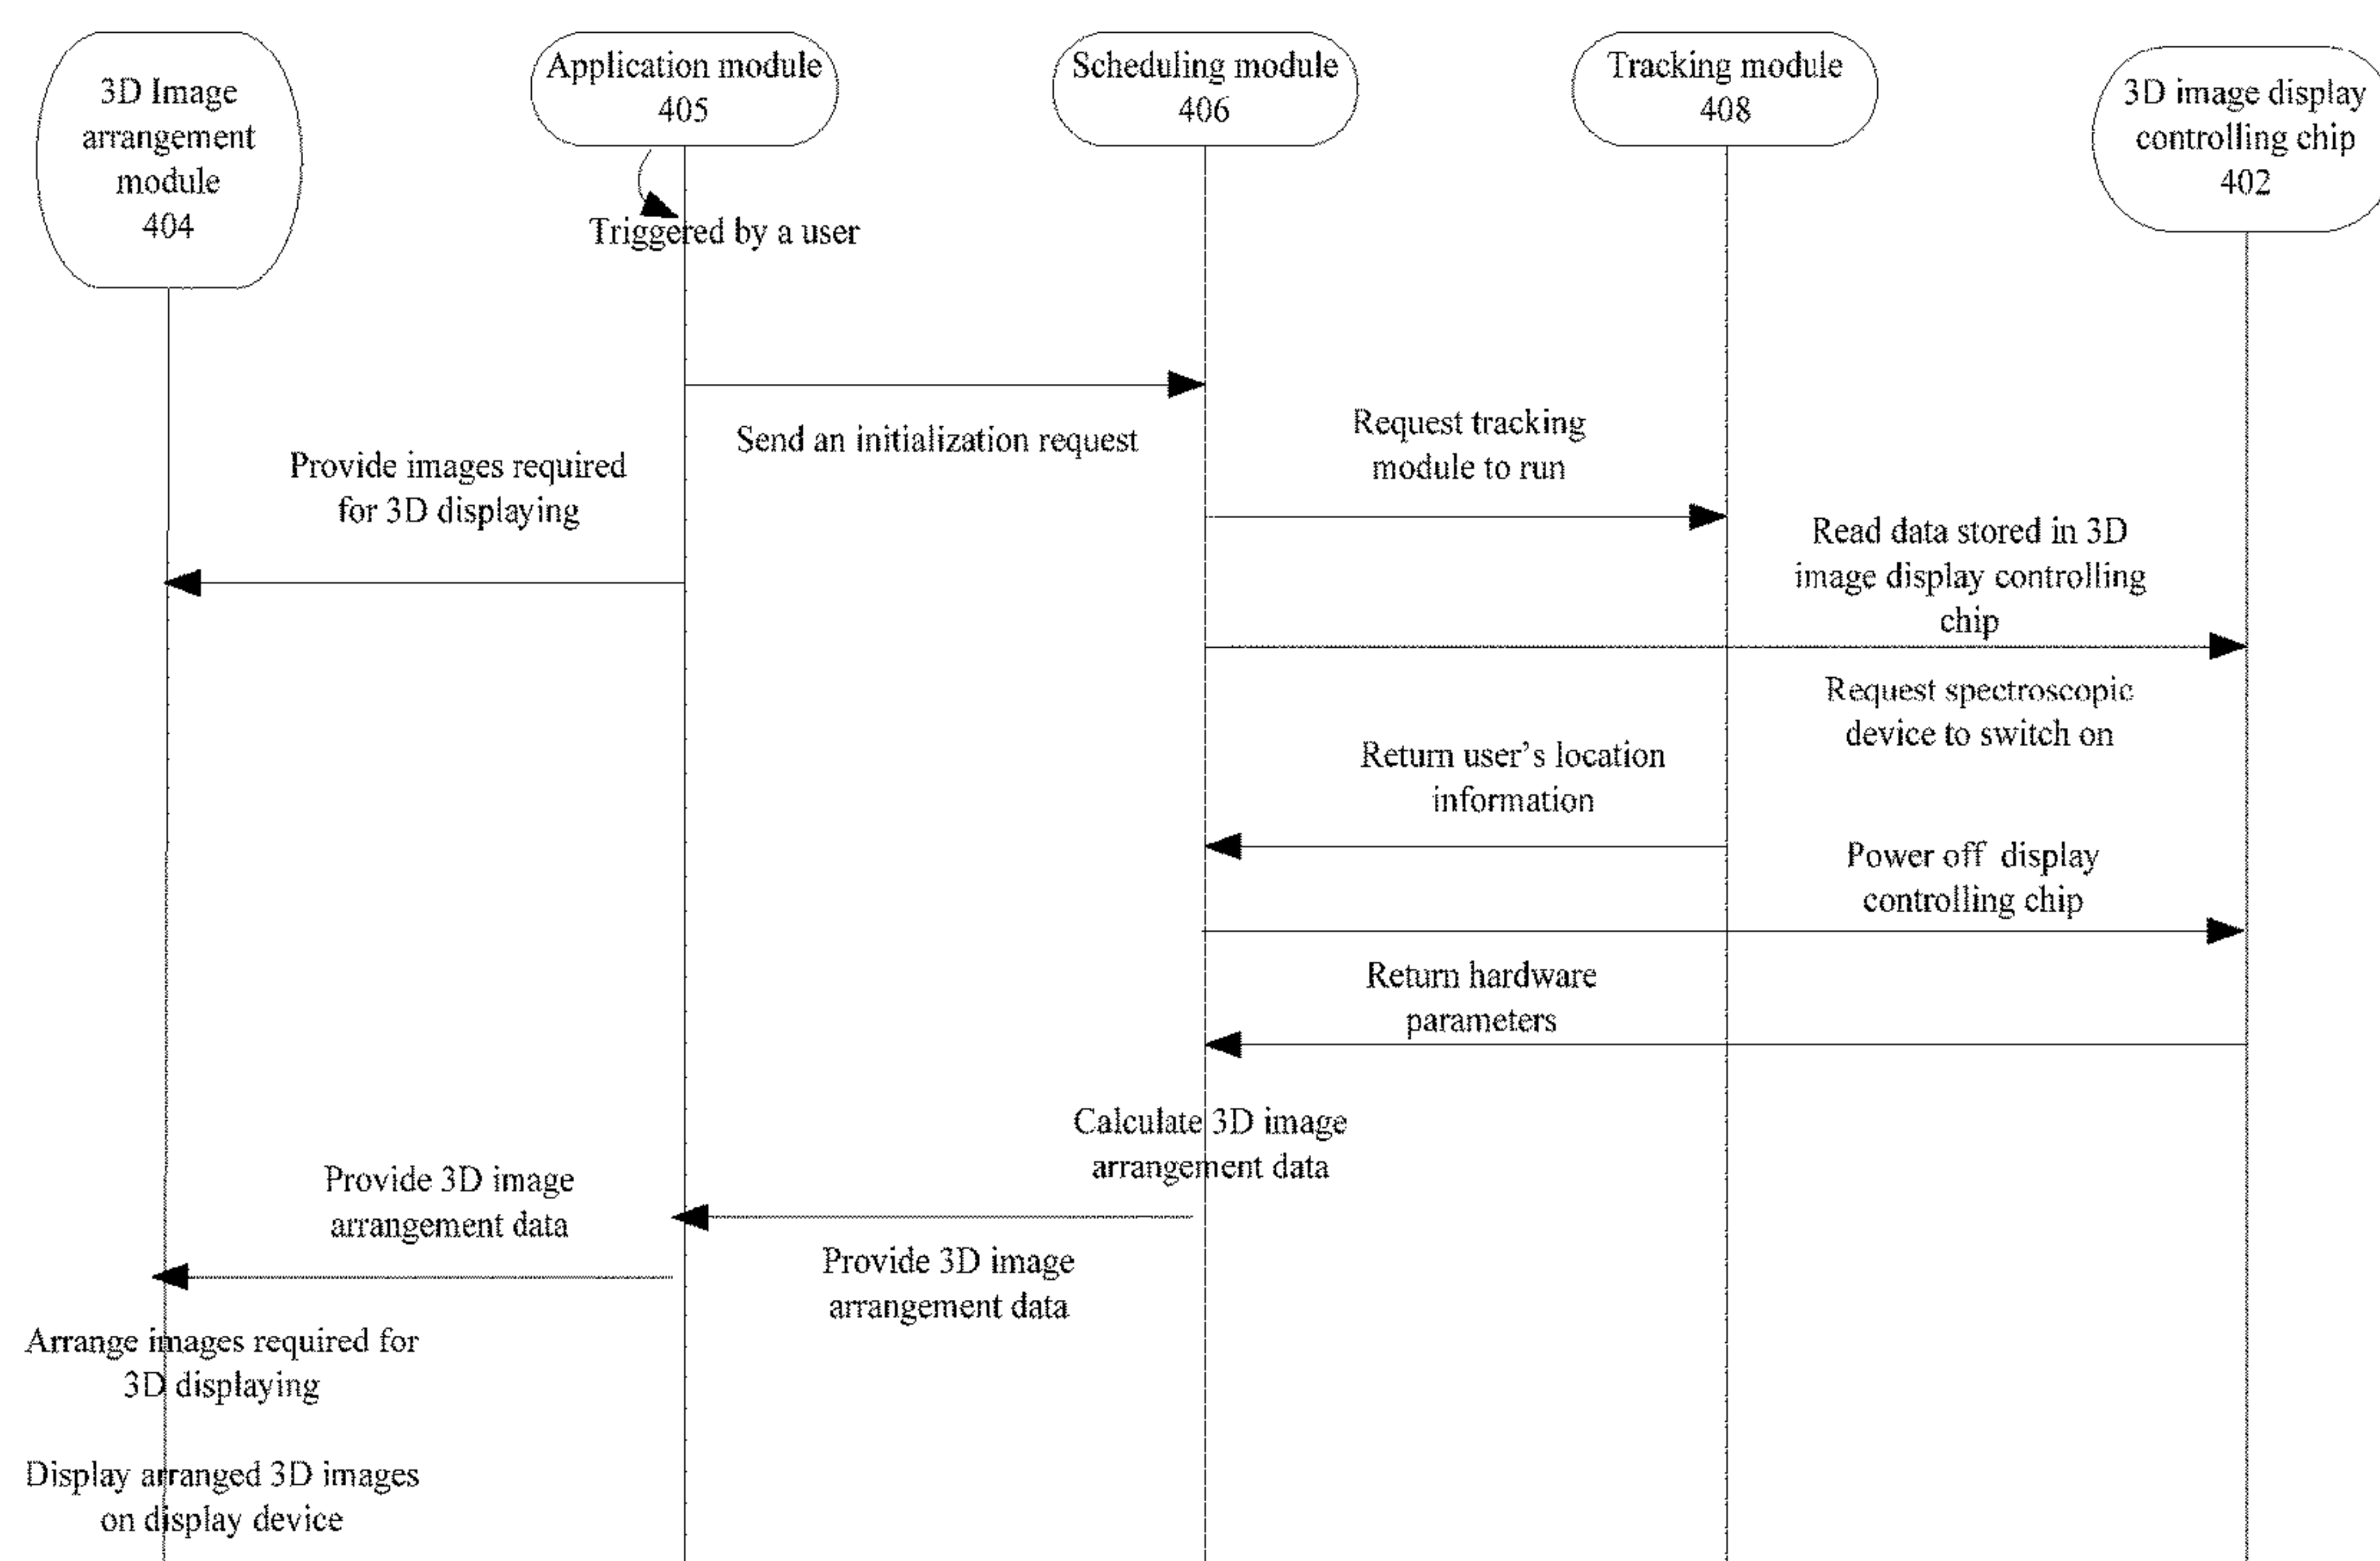 3D Image
arrangement
module
404
Application module
405
Scheduling module
406
Tracking module
408
3D image display
controlling chip
402
Triggered by a user
Send an initialization request
Provide images required
for 3D displaying
Request tracking
module to run
Read data stored in 3D
image display controlling
chip
Request spectroscopic
device to switch on
Return user's location
information
Power off display
controlling chip
Return hardware
parameters
Calculate 3D image
arrangement data
Provide 3D image
arrangement data
Provide 3D image
arrangement data
Arrange images required for
3D displaying
Display arranged 3D images
on display device